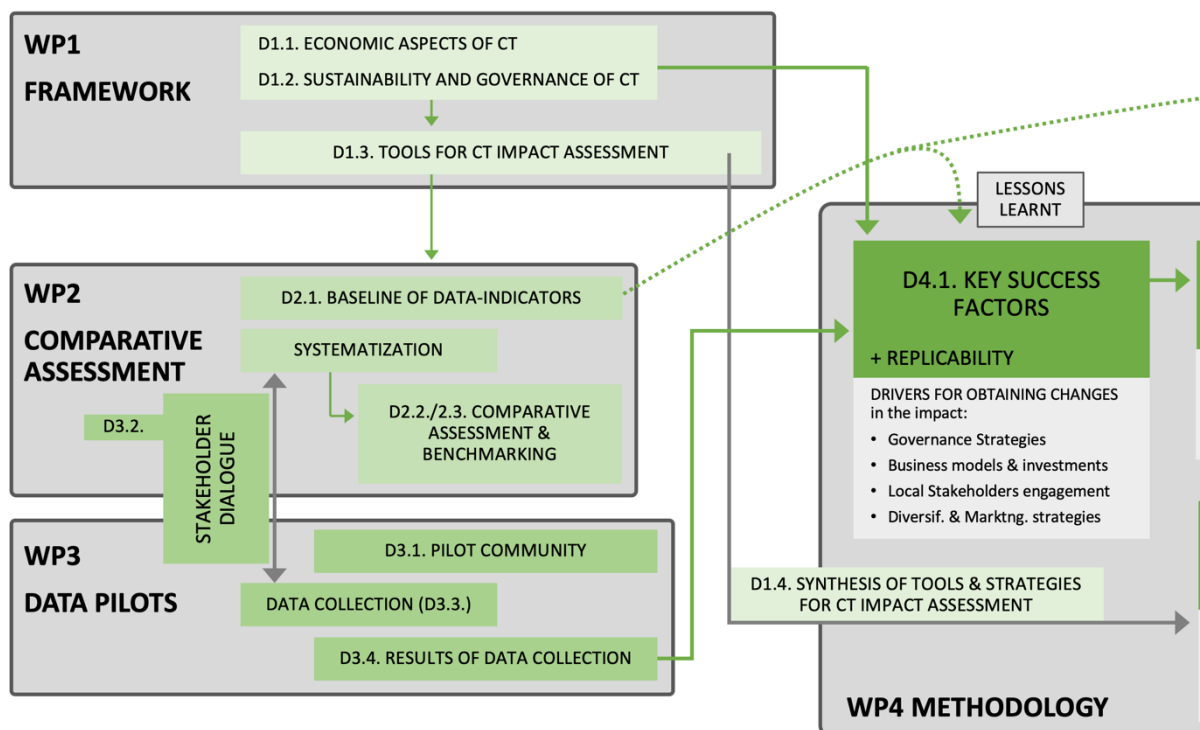 WP1
FRAMEWORK
D1.1. ECONOMIC ASPECTS OF CT
D1.2. SUSTAINABILITY AND GOVERNANCE OF CT
D1.3. TOOLS FOR CT IMPACT ASSESSMENT
WP2
COMPARATIVE
ASSESSMENT
D2.1. BASELINE OF DATA-INDICATORS
SYSTEMATIZATION
D2.2./2.3. COMPARATIVE
ASSESSMENT &
BENCHMARKING
D3.2.
STAKEHOLDER
DIALOGUE
WP3
DATA PILOTS
D3.1. PILOT COMMUNITY
DATA COLLECTION (D3.3.)
D3.4. RESULTS OF DATA COLLECTION
LESSONS
LEARNT
D4.1. KEY SUCCESS
FACTORS
+ REPLICABILITY
DRIVERS FOR OBTAINING CHANGES
in the impact:
• Governance Strategies
• Business models & investments
• Local Stakeholders engagement
• Diversif. & Marktng. strategies
D1.4. SYNTHESIS OF TOOLS & STRATEGIES
FOR CT IMPACT ASSESSMENT
WP4 METHODOLOGY